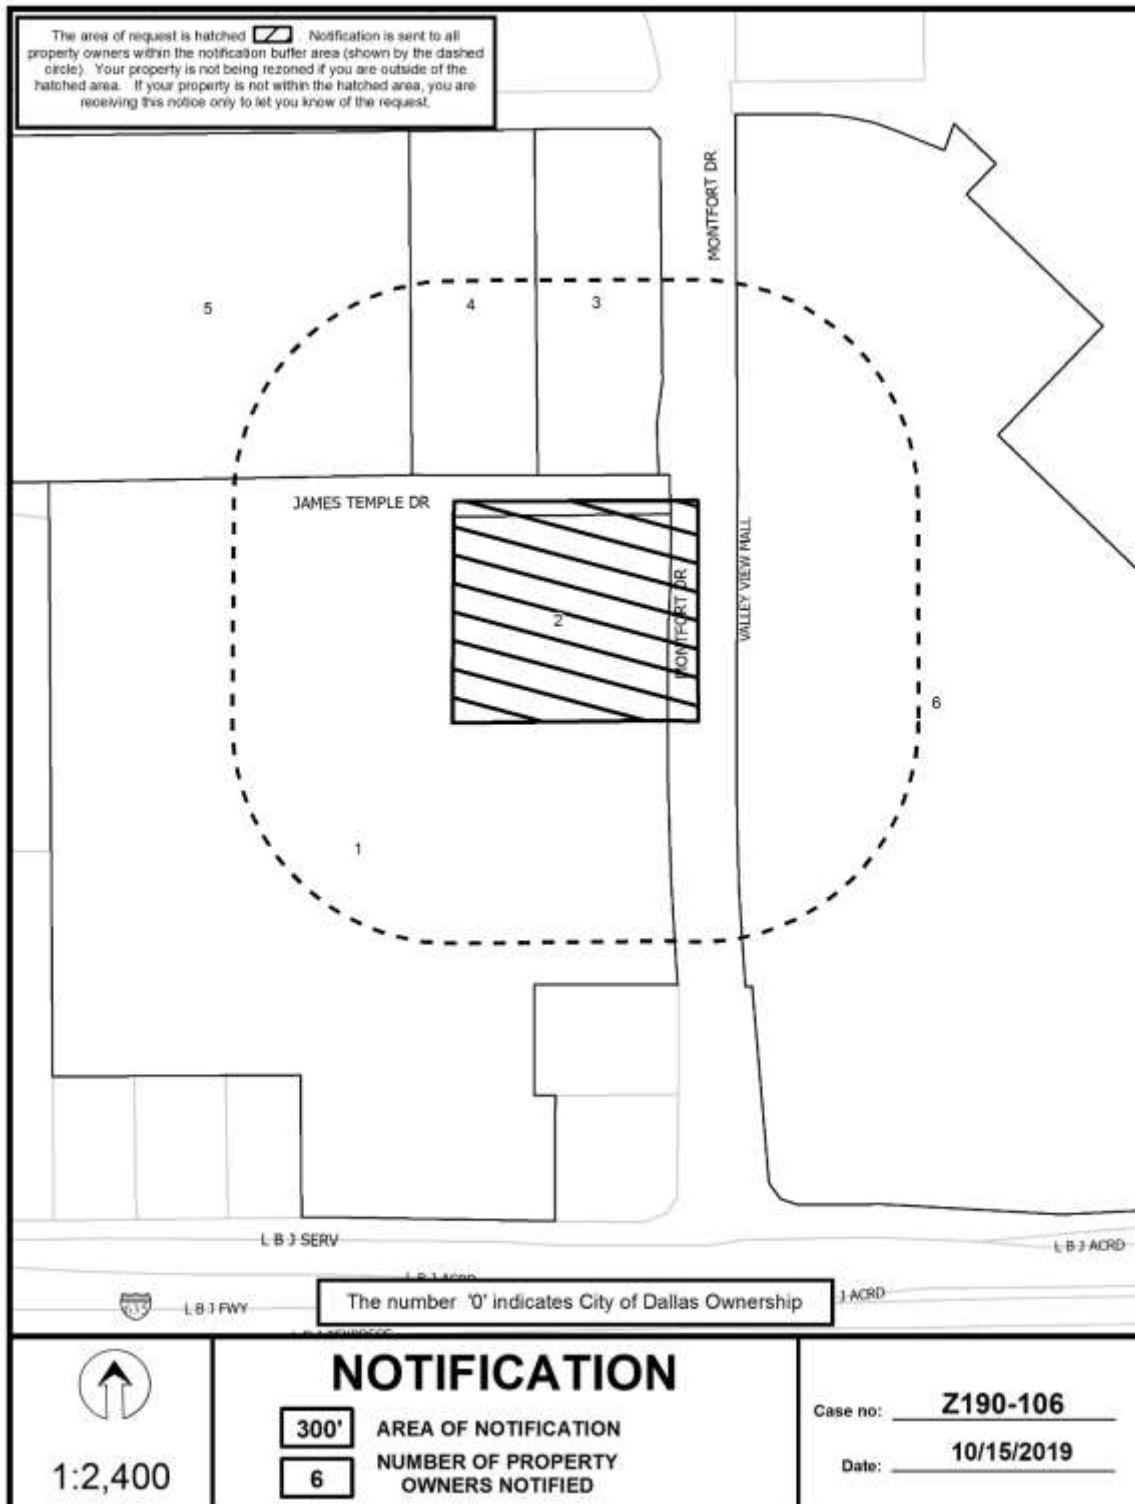 The area of request is hatched Notification is sent to all
property owners within the notification buffer area (shown by the dashed
circle). Your property is not being rezoned if you are outside of the
hatched area. If your property is not within the hatched area, you are
receiving this notice only to let you know of the request.
MONTFORT DR
5
4
3
JAMES TEMPLE DR
VALLEY VIEW MALL
MONTFORT DR
2
6
1
L B J SERV
L B J ACRD
L B J ACRD
635
L B J FWY
The number '0' indicates City of Dallas Ownership
J ACRD
1:2,400
NOTIFICATION
300' AREA OF NOTIFICATION
6 NUMBER OF PROPERTY
OWNERS NOTIFIED
Case no: Z190-106
Date: 10/15/2019